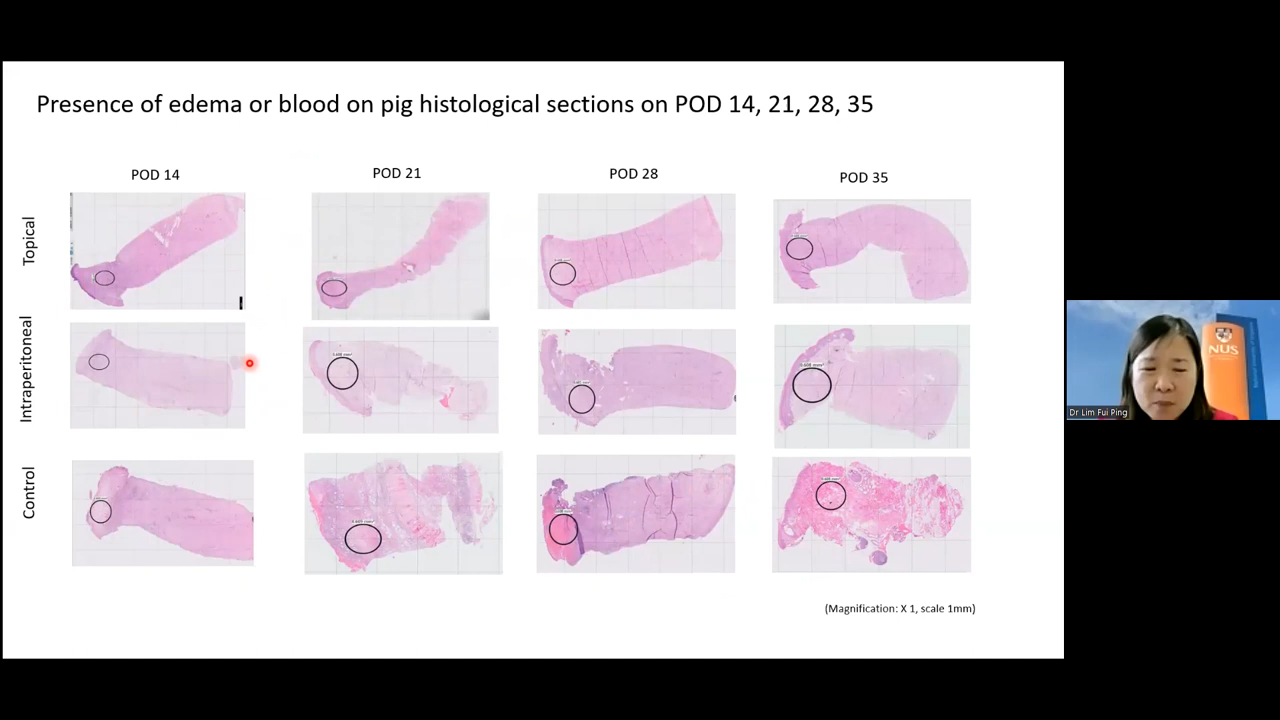 Presence of edema or blood on pig histological sections on POD 14, 21, 28, 35
POD 14
POD 21
POD 28
POD 35
Topical
Intraperitoneal
Control
(Magnification: X 1, scale 1mm)
NUS
Dr Lim Fui Ping